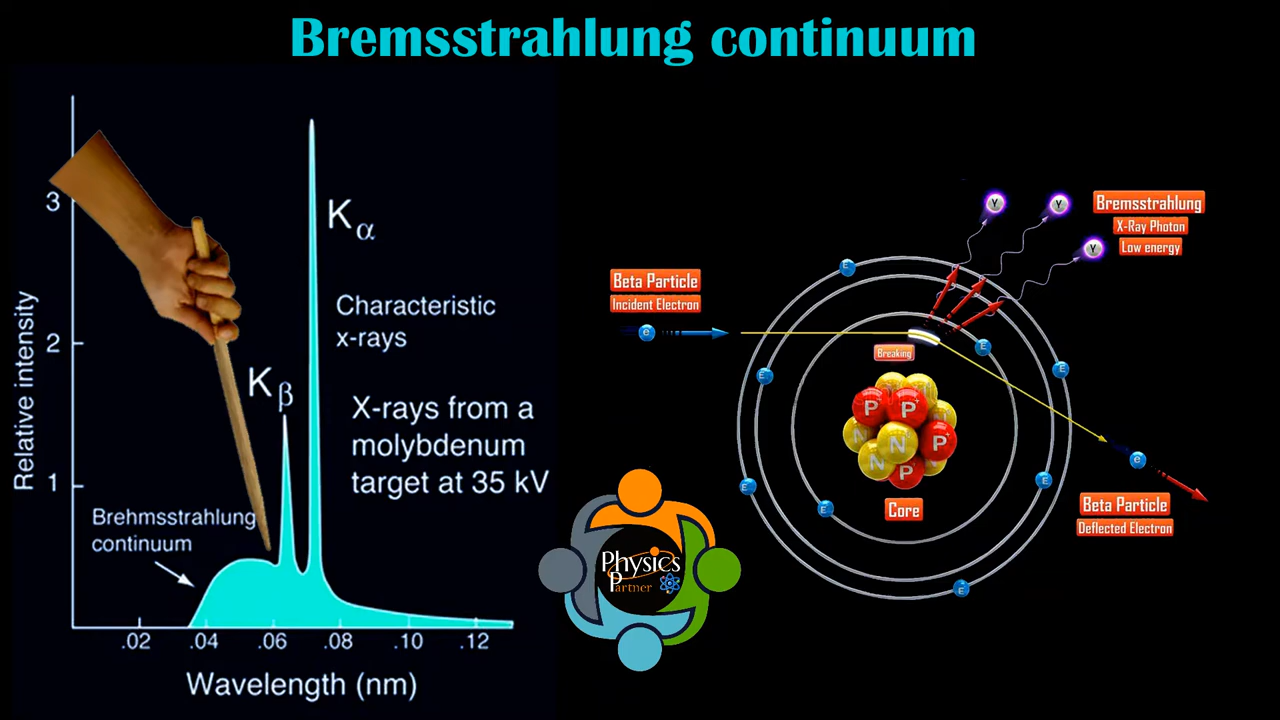 Bremsstrahlung continuum
Relative intensity
3
2
1
Kα
Characteristic
x-rays
Kβ
X-rays from a
molybdenum
target at 35 kV
Brehmsstrahlung
continuum
.02 .04 .06 .08 .10 .12
Wavelength (nm)
Physics
Partner
Beta Particle
Incident Electron
e
Bremsstrahlung
X-Ray Photon
Low energy
Y
Y
Y
Breaking
E
E
E
E
E
E
E
E
P
P
P
P
N
N
N
N
N
Core
e
Beta Particle
Deflected Electron